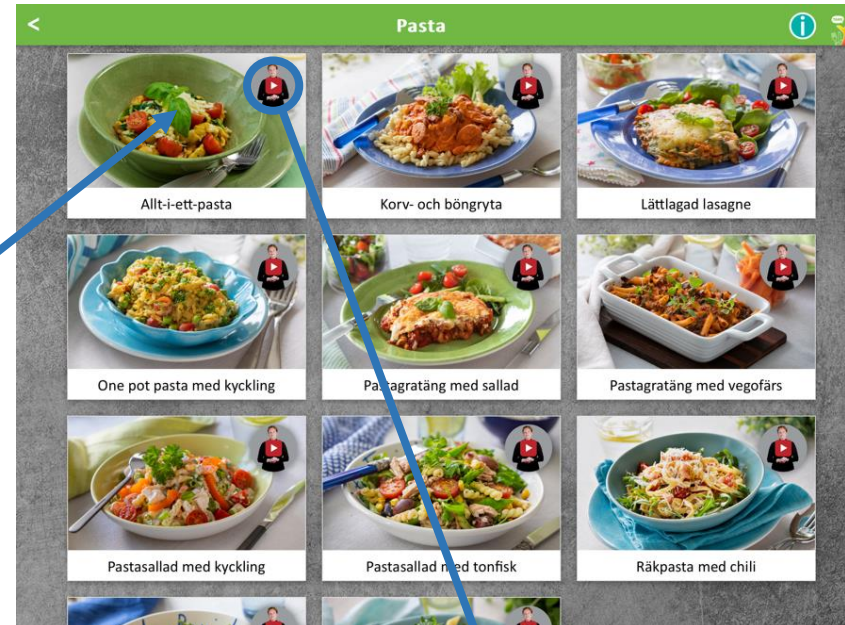 <
Pasta
i
Allt-i-ett-pasta
Korv- och böngryta
Lättlagad lasagne
One pot pasta med kyckling
Pastagratäng med sallad
Pastagratäng med vegofärs
Pastasallad med kyckling
Pastasallad med tonfisk
Räkpasta med chili